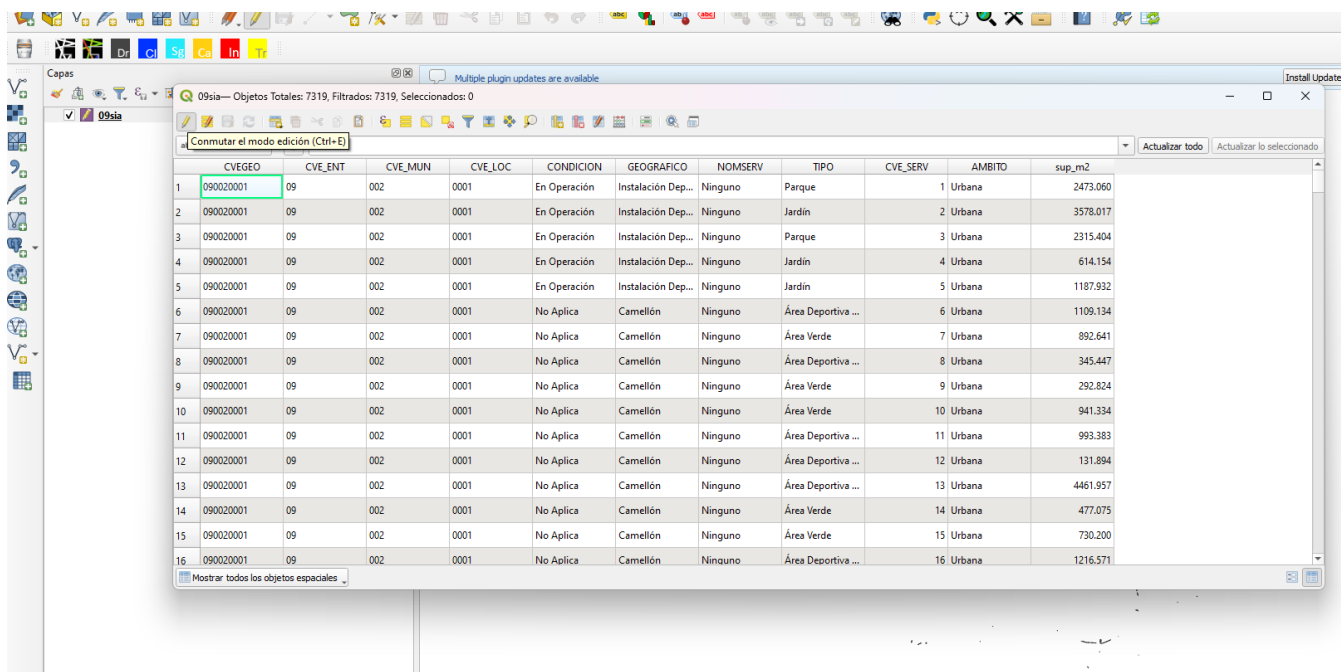 abc
abc
abc
Dr Cl Sg Ca In Tr
Capas
Multiple plugin updates are available
Install Update
09sia
09sia— Objetos Totales: 7319, Filtrados: 7319, Seleccionados: 0
Conmutar el modo edición (Ctrl+E)
Actualizar todo Actualizar lo seleccionado
CVEGEO CVE_ENT CVE_MUN CVE_LOC CONDICION GEOGRAFICO NOMSERV TIPO CVE_SERV AMBITO sup_m2
1 090020001 09 002 0001 En Operación Instalación Dep... Ninguno Parque 1 Urbana 2473.060
2 090020001 09 002 0001 En Operación Instalación Dep... Ninguno Jardín 2 Urbana 3578.017
3 090020001 09 002 0001 En Operación Instalación Dep... Ninguno Parque 3 Urbana 2315.404
4 090020001 09 002 0001 En Operación Instalación Dep... Ninguno Jardín 4 Urbana 614.154
5 090020001 09 002 0001 En Operación Instalación Dep... Ninguno Jardín 5 Urbana 1187.932
6 090020001 09 002 0001 No Aplica Camellón Ninguno Área Deportiva ... 6 Urbana 1109.134
7 090020001 09 002 0001 No Aplica Camellón Ninguno Área Verde 7 Urbana 892.641
8 090020001 09 002 0001 No Aplica Camellón Ninguno Área Deportiva ... 8 Urbana 345.447
9 090020001 09 002 0001 No Aplica Camellón Ninguno Área Verde 9 Urbana 292.824
10 090020001 09 002 0001 No Aplica Camellón Ninguno Área Verde 10 Urbana 941.334
11 090020001 09 002 0001 No Aplica Camellón Ninguno Área Deportiva ... 11 Urbana 993.383
12 090020001 09 002 0001 No Aplica Camellón Ninguno Área Deportiva ... 12 Urbana 131.894
13 090020001 09 002 0001 No Aplica Camellón Ninguno Área Deportiva ... 13 Urbana 4461.957
14 090020001 09 002 0001 No Aplica Camellón Ninguno Área Verde 14 Urbana 477.075
15 090020001 09 002 0001 No Aplica Camellón Ninguno Área Verde 15 Urbana 730.200
16 090020001 09 002 0001 No Aplica Camellón Ninguno Área Deportiva ... 16 Urbana 1216.571
Mostrar todos los objetos espaciales